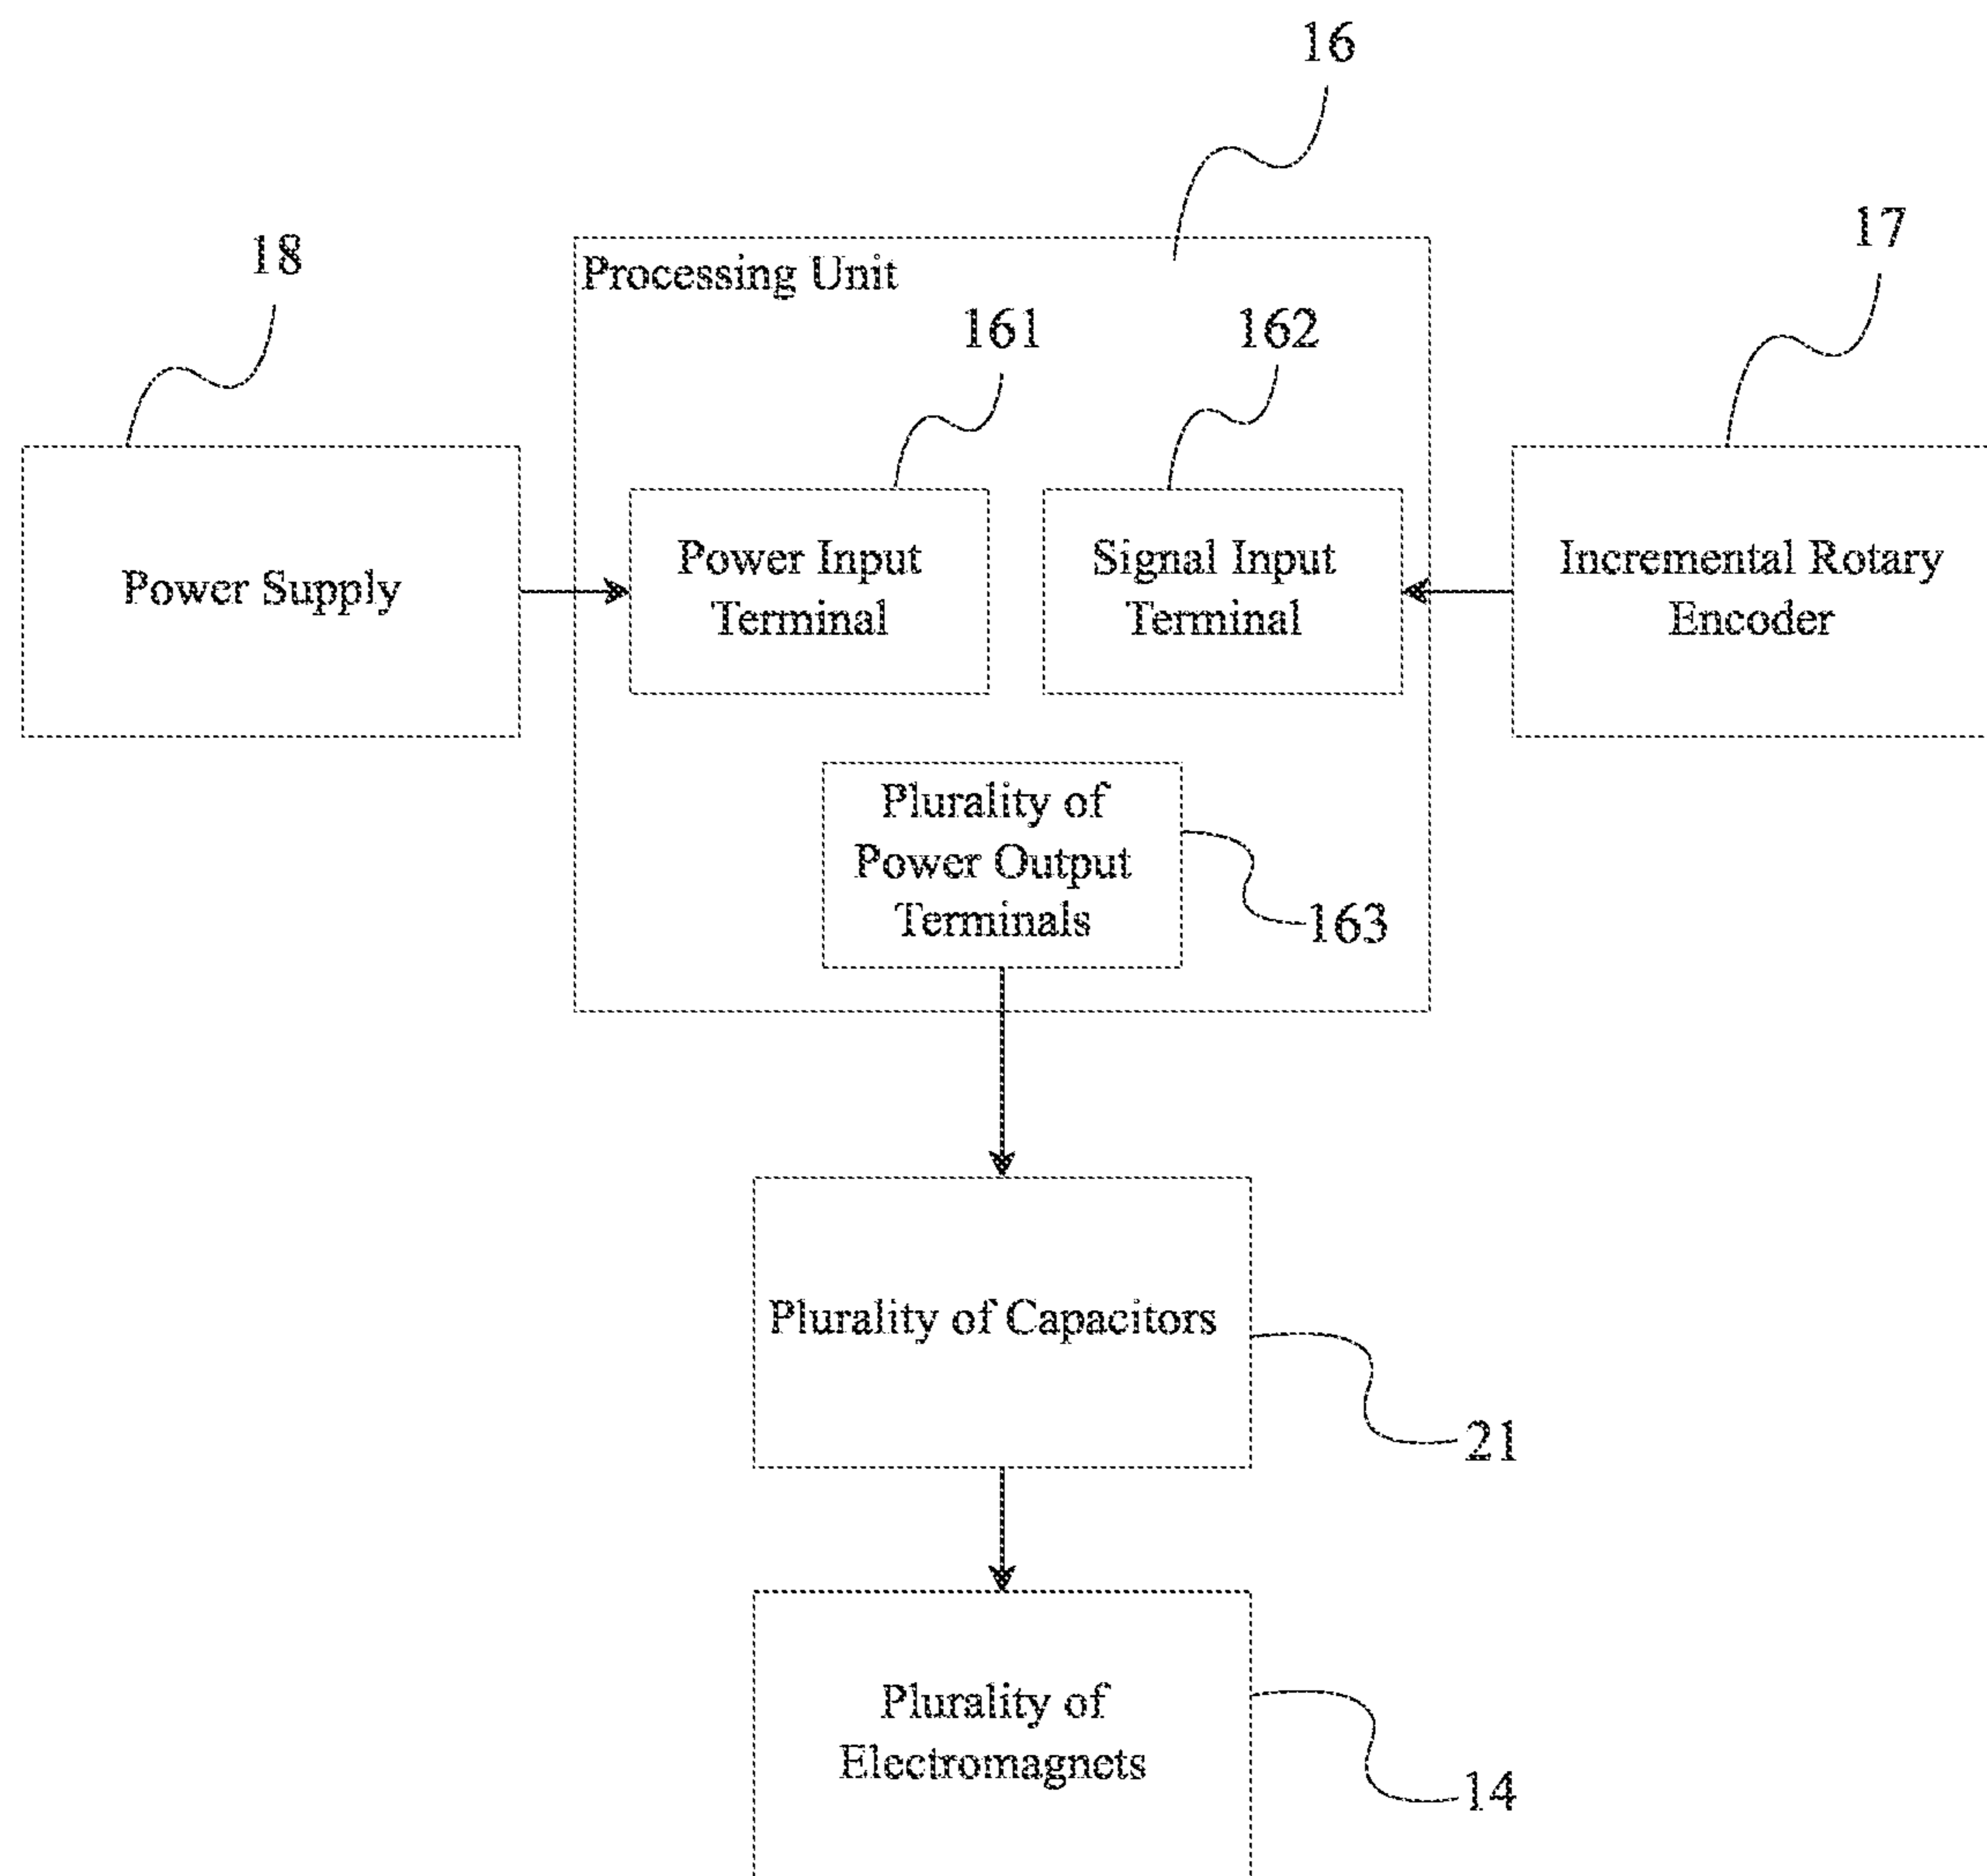 16
18
17
Processing Unit
161
162
Power Supply
Power Input
Terminal
Signal Input
Terminal
Incremental Rotary
Encoder
Plurality of
Power Output
Terminals
163
Plurality of Capacitors
21
Plurality of
Electromagnets
14